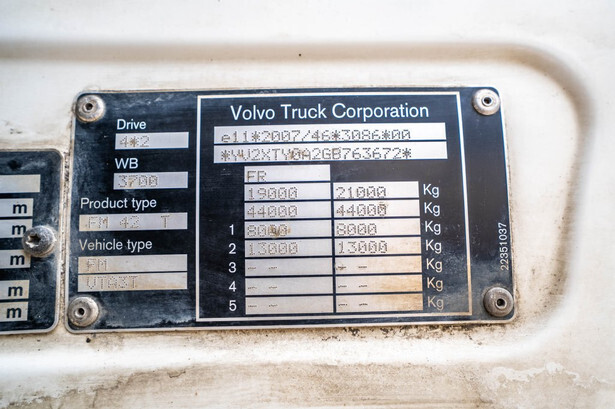 Volvo Truck Corporation
Drive
4*2
WB
3700
Product type
FM 42 T
Vehicle type
FM
VTA3T
e11*2007/46*3086*00
*YV2XTY0A2GB763672*
FR
19000 21000 Kg
44000 44000 Kg
1 8000 8000 Kg
2 13000 13000 Kg
3 -- -- Kg
4 -- -- Kg
5 -- -- Kg
22351037
m
m
m
m
m